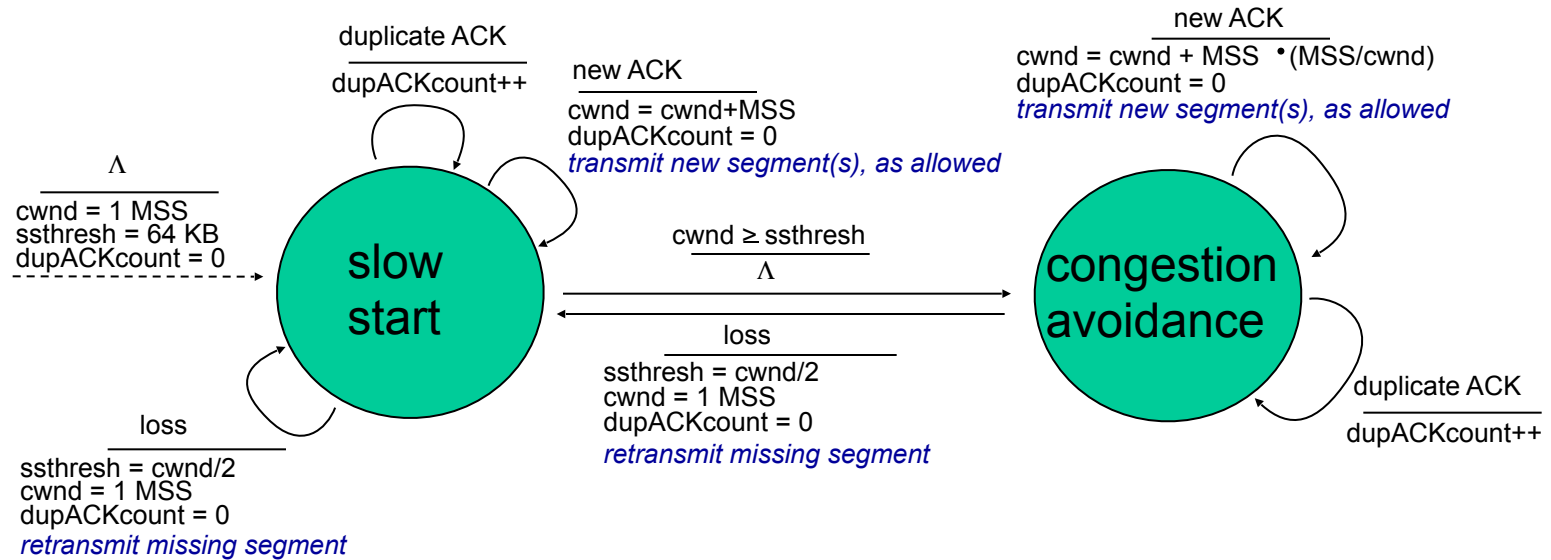 duplicate ACK
dupACKcount++
new ACK
cwnd = cwnd+MSS
dupACKcount = 0
transmit new segment(s), as allowed
Λ
cwnd = 1 MSS
ssthresh = 64 KB
dupACKcount = 0
slow
start
loss
ssthresh = cwnd/2
cwnd = 1 MSS
dupACKcount = 0
retransmit missing segment
cwnd ≥ ssthresh
Λ
loss
ssthresh = cwnd/2
cwnd = 1 MSS
dupACKcount = 0
retransmit missing segment
new ACK
cwnd = cwnd + MSS •(MSS/cwnd)
dupACKcount = 0
transmit new segment(s), as allowed
congestion
avoidance
duplicate ACK
dupACKcount++